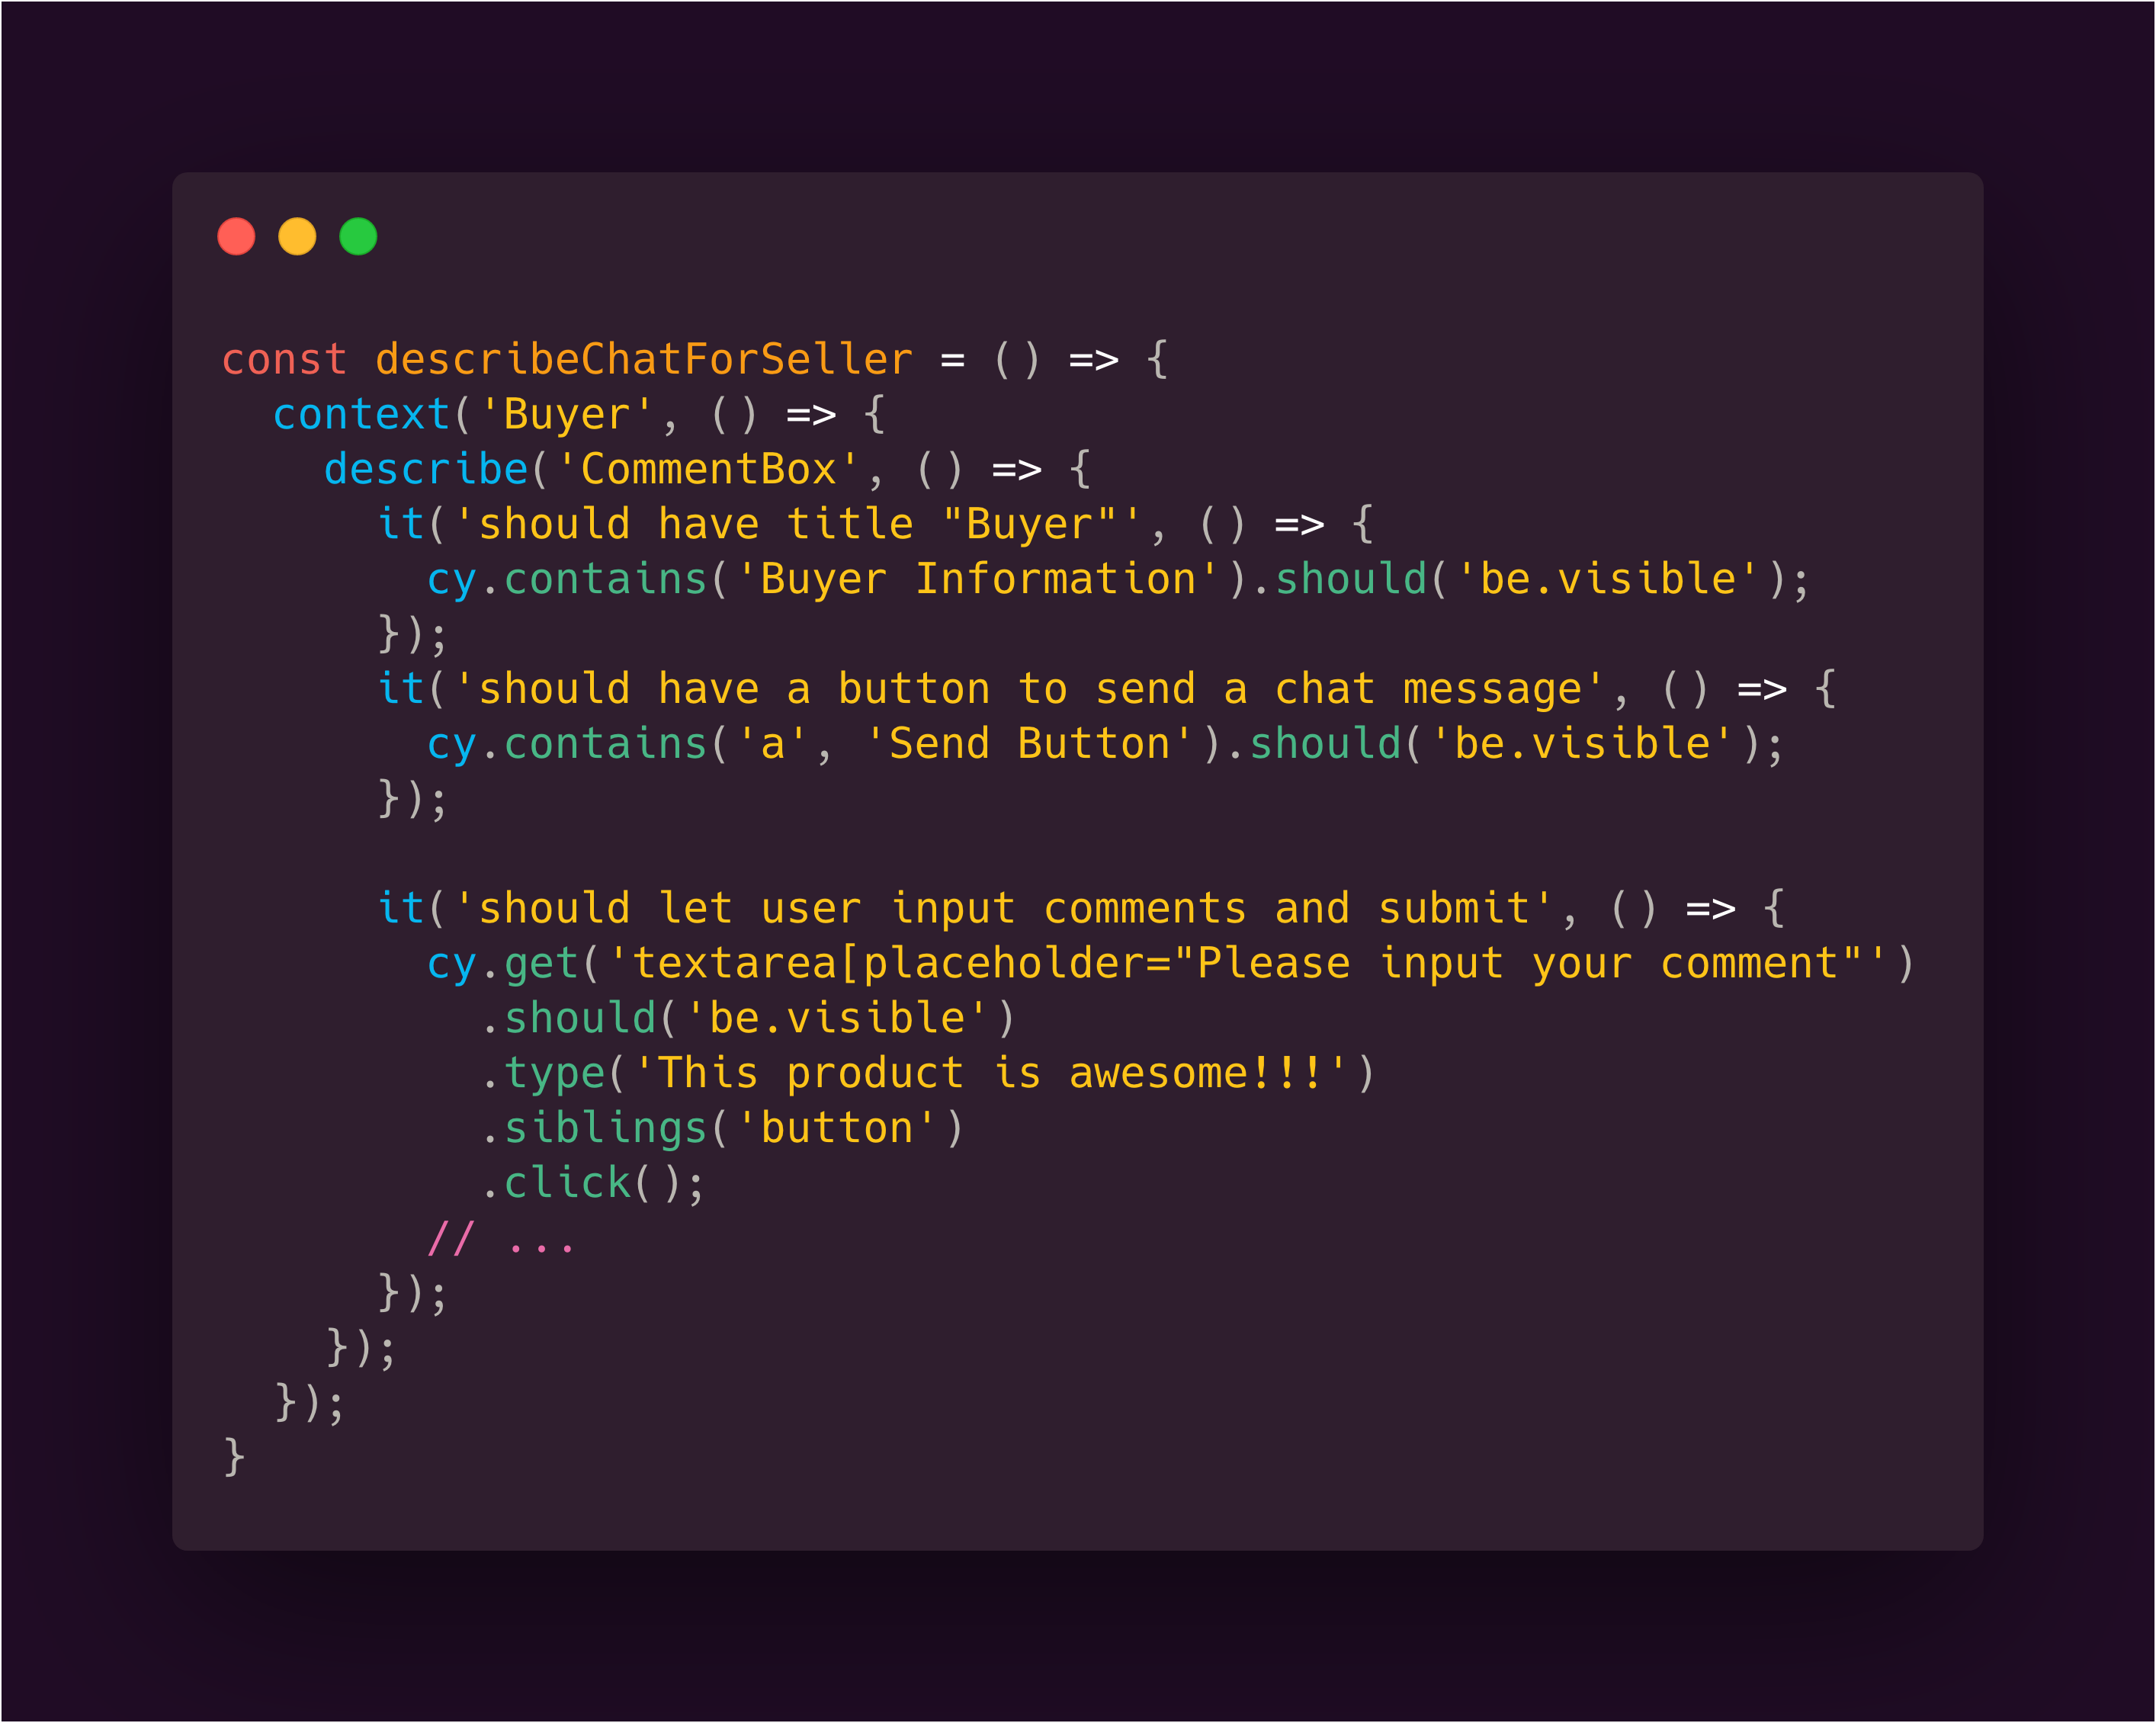 const describeChatForSeller = () => {
  context('Buyer', () => {
    describe('CommentBox', () => {
      it('should have title "Buyer"', () => {
        cy.contains('Buyer Information').should('be.visible');
      });
      it('should have a button to send a chat message', () => {
        cy.contains('a', 'Send Button').should('be.visible');
      });

      it('should let user input comments and submit', () => {
        cy.get('textarea[placeholder="Please input your comment"')
          .should('be.visible')
          .type('This product is awesome!!!')
          .siblings('button')
          .click();
        // ...
      });
    });
  });
}